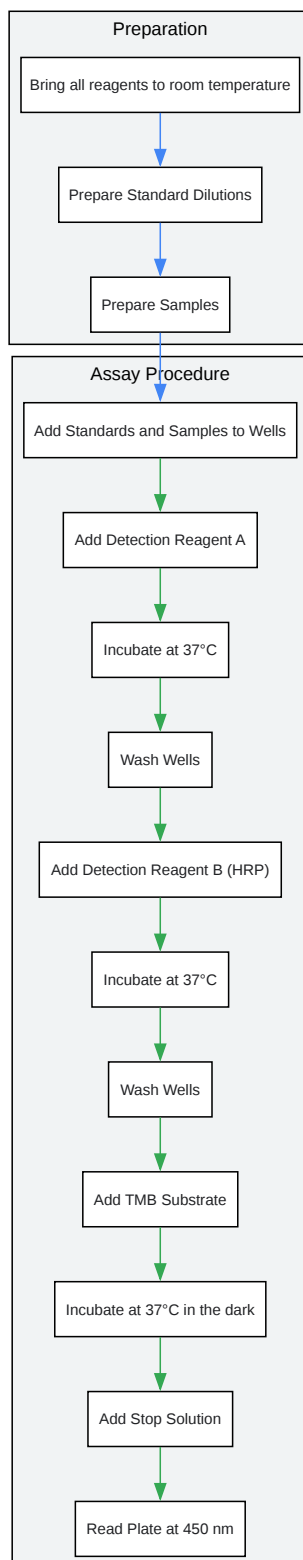 Preparation
Bring all reagents to room temperature
Prepare Standard Dilutions
Prepare Samples
Assay Procedure
Add Standards and Samples to Wells
Add Detection Reagent A
Incubate at 37°C
Wash Wells
Add Detection Reagent B (HRP)
Incubate at 37°C
Wash Wells
Add TMB Substrate
Incubate at 37°C in the dark
Add Stop Solution
Read Plate at 450 nm